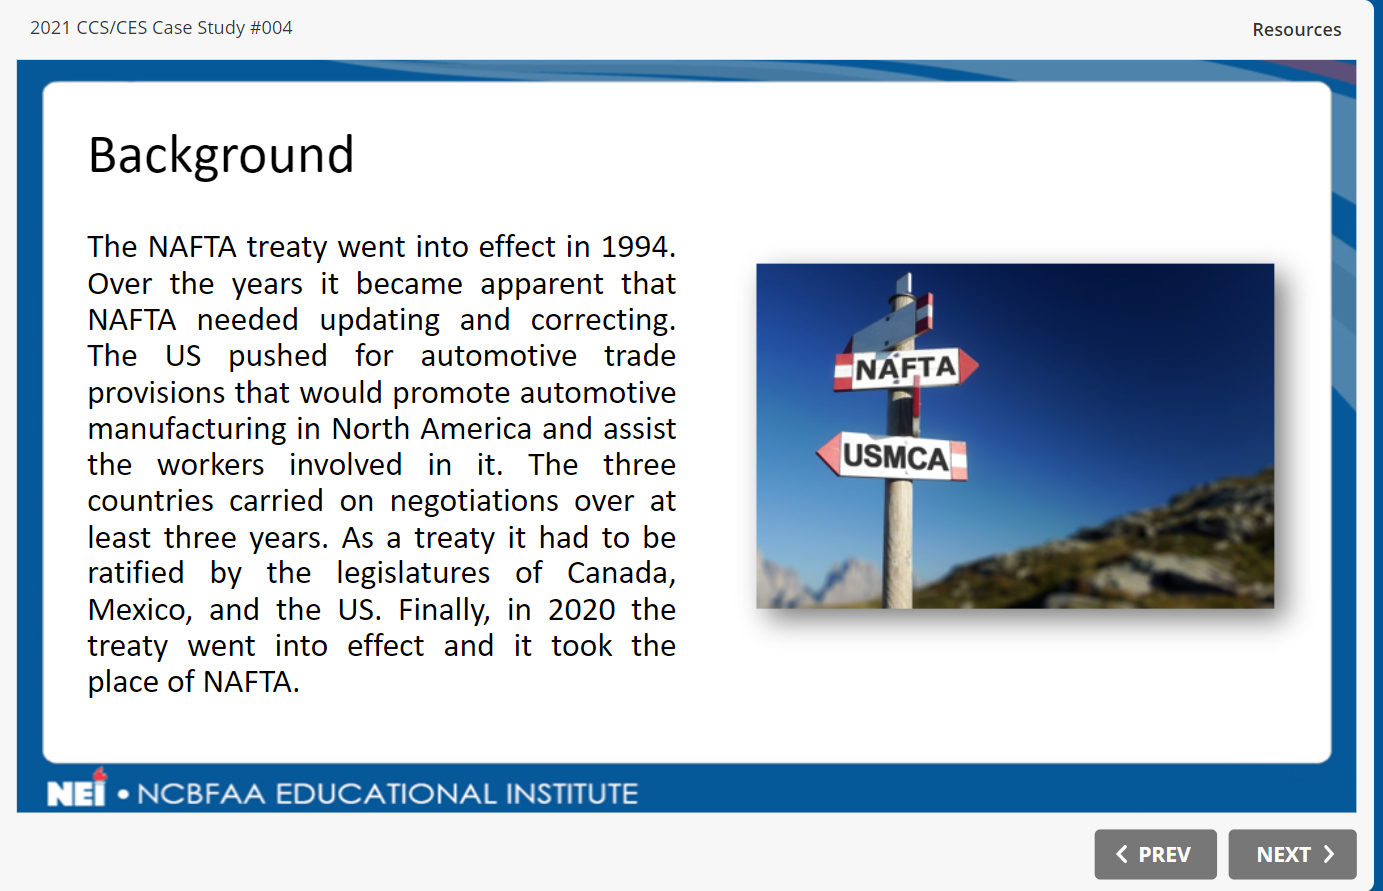 2021 CCS/CES Case Study #004
Resources
Background
The NAFTA treaty went into effect in 1994.
Over the years it became apparent that
NAFTA needed updating and correcting.
The US pushed for automotive trade
provisions that would promote automotive
manufacturing in North America and assist
the workers involved in it. The three
countries carried on negotiations over at
least three years. As a treaty it had to be
ratified by the legislatures of Canada,
Mexico, and the US. Finally, in 2020 the
treaty went into effect and it took the
place of NAFTA.
NAFTA
USMCA
NEI • NCBFAA EDUCATIONAL INSTITUTE
PREV
NEXT